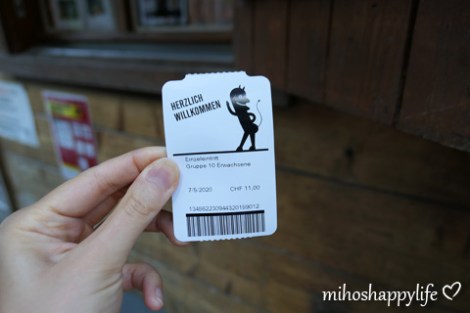 HERZLICH
WILLKOMMEN
Einzeleintritt
Gruppe 10 Erwachsene
7/5/2020 CHF 11,00
mihoshappylife ♡